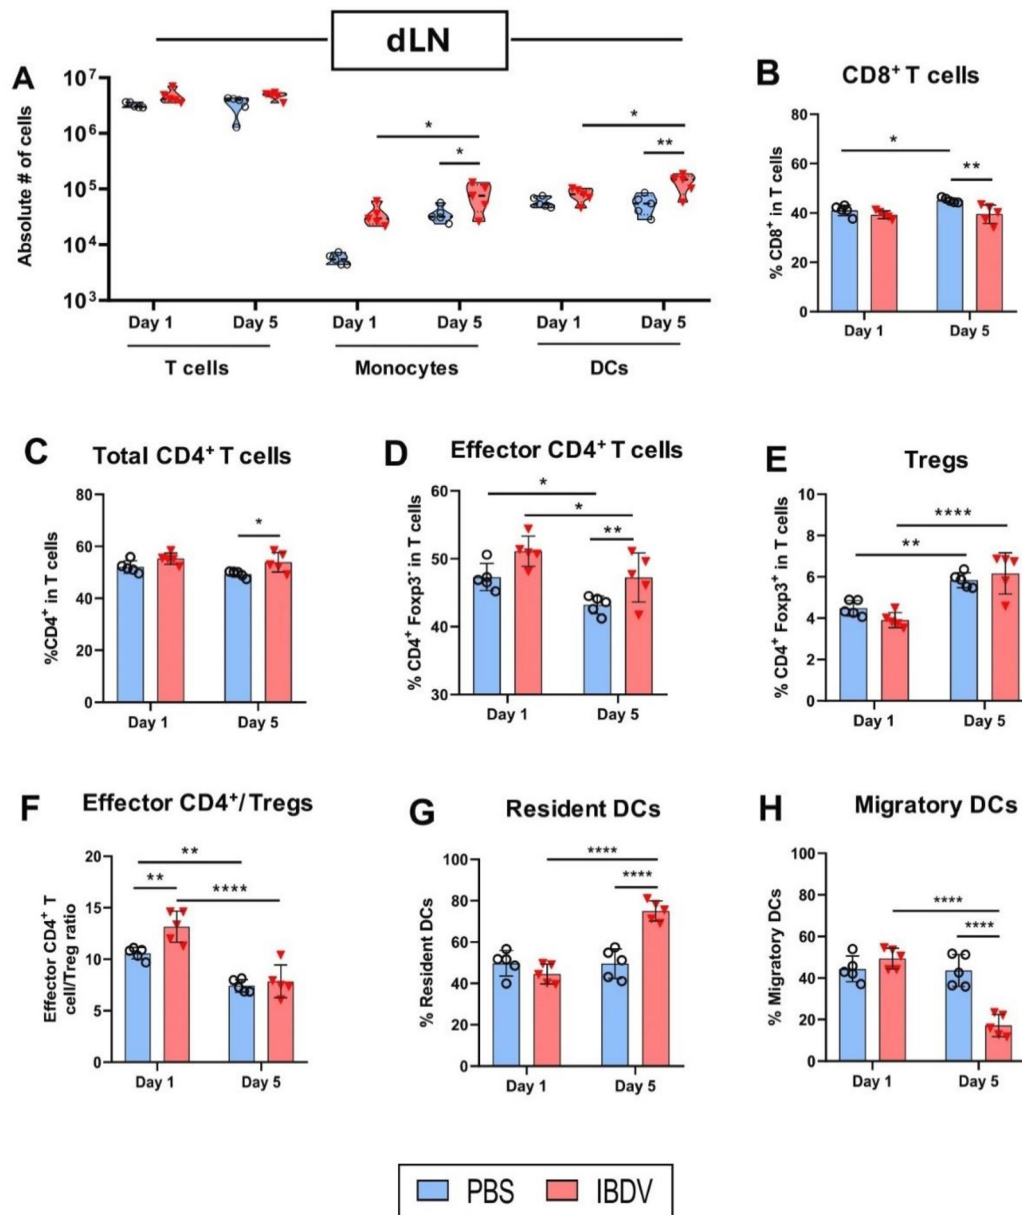 dLN
A
Absolute # of cells
10⁷
10⁶
10⁵
10⁴
10³
*
*
*
**
Day 1 Day 5 Day 1 Day 5 Day 1 Day 5
T cells Monocytes DCs
B CD8⁺ T cells
% CD8⁺ in T cells
80
60
40
20
0
*
**
Day 1 Day 5
C Total CD4⁺ T cells
%CD4⁺ in T cells
80
60
40
20
0
*
Day 1 Day 5
D Effector CD4⁺ T cells
% CD4⁺ Foxp3⁻ in T cells
60
50
40
30
*
*
**
Day 1 Day 5
E Tregs
% CD4⁺ Foxp3⁺ in T cells
10
8
6
4
2
0
****
**
Day 1 Day 5
F Effector CD4⁺/Tregs
Effector CD4⁺ T
cell/Treg ratio
20
15
10
5
0
**
**
****
Day 1 Day 5
G Resident DCs
% Resident DCs
100
80
60
40
20
0
****
****
Day 1 Day 5
H Migratory DCs
% Migratory DCs
100
80
60
40
20
0
****
****
Day 1 Day 5
PBS IBDV